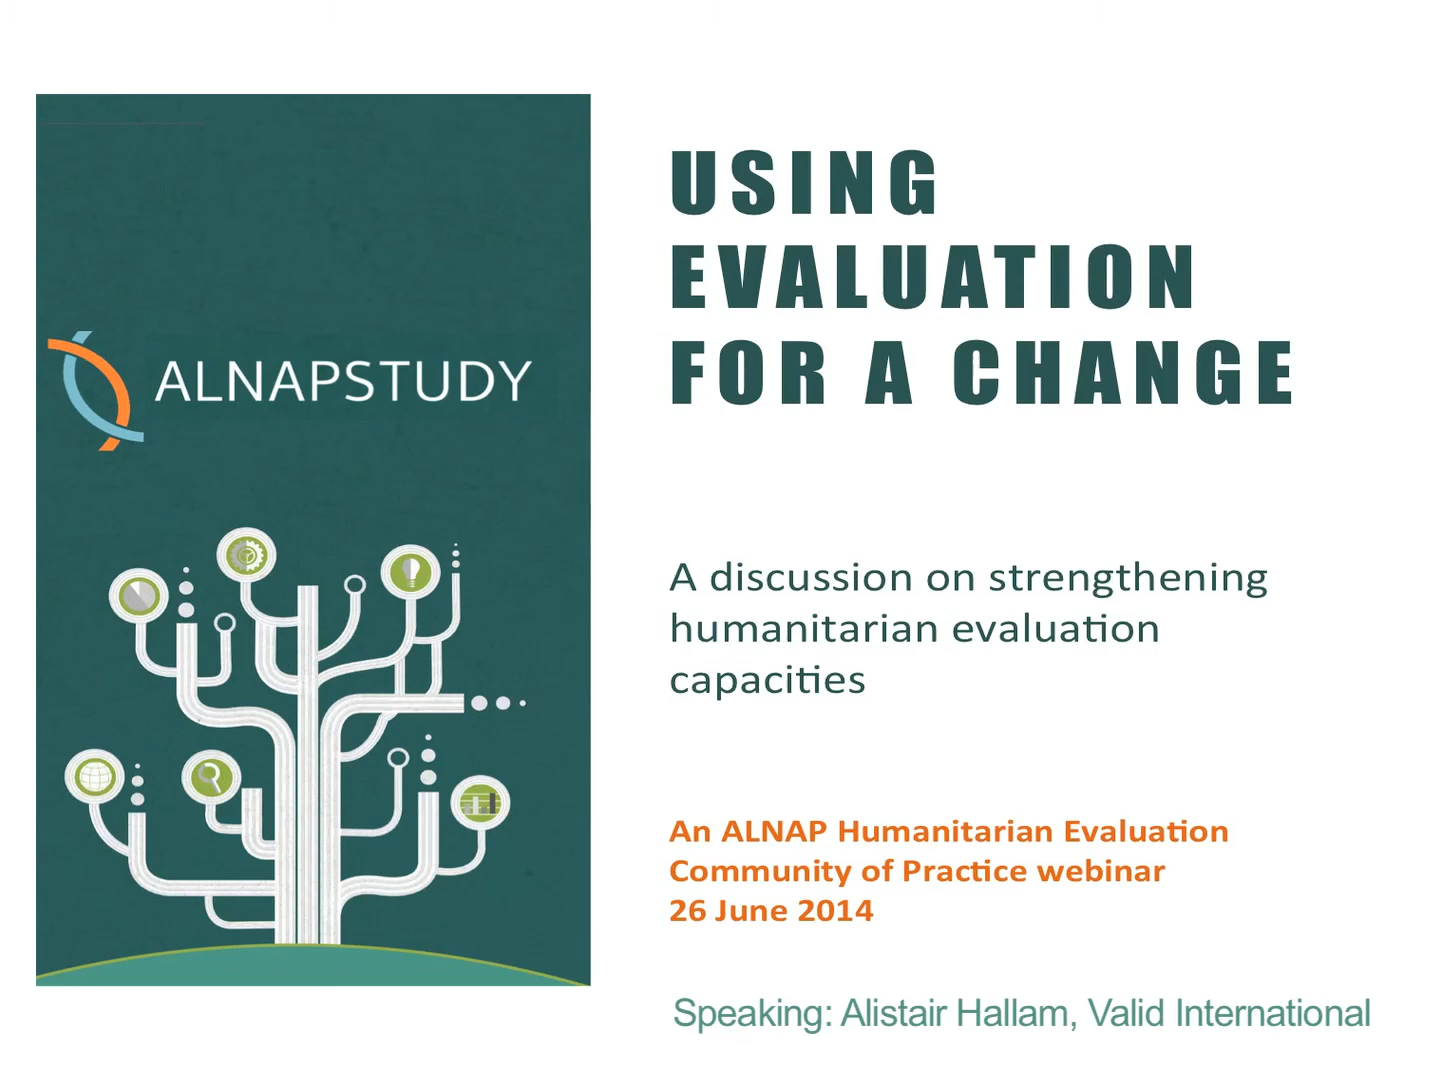 ALNAPSTUDY
USING
EVALUATION
FOR A CHANGE
A discussion on strengthening
humanitarian evaluation
capacities
An ALNAP Humanitarian Evaluation
Community of Practice webinar
26 June 2014
Speaking: Alistair Hallam, Valid International